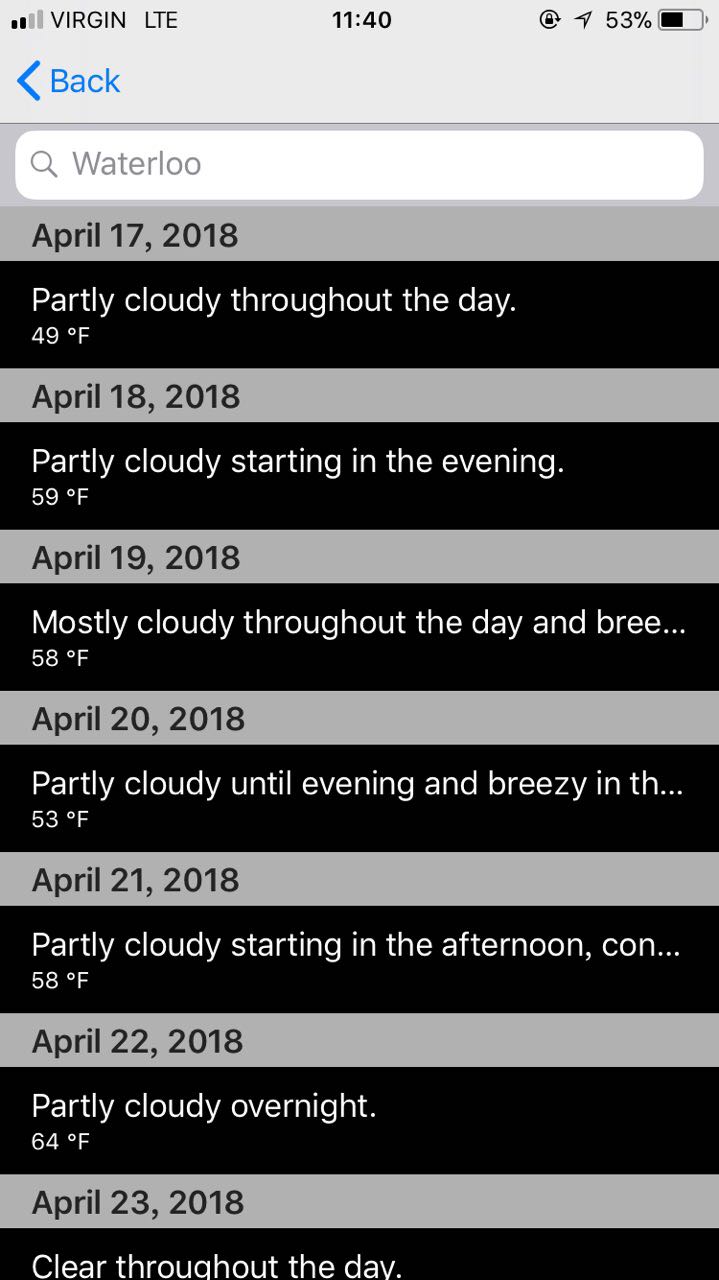 VIRGIN LTE 11:40 53%
Back
Waterloo
April 17, 2018
Partly cloudy throughout the day.
49 °F
April 18, 2018
Partly cloudy starting in the evening.
59 °F
April 19, 2018
Mostly cloudy throughout the day and bree...
58 °F
April 20, 2018
Partly cloudy until evening and breezy in th...
53 °F
April 21, 2018
Partly cloudy starting in the afternoon, con...
58 °F
April 22, 2018
Partly cloudy overnight.
64 °F
April 23, 2018
Clear throughout the day.